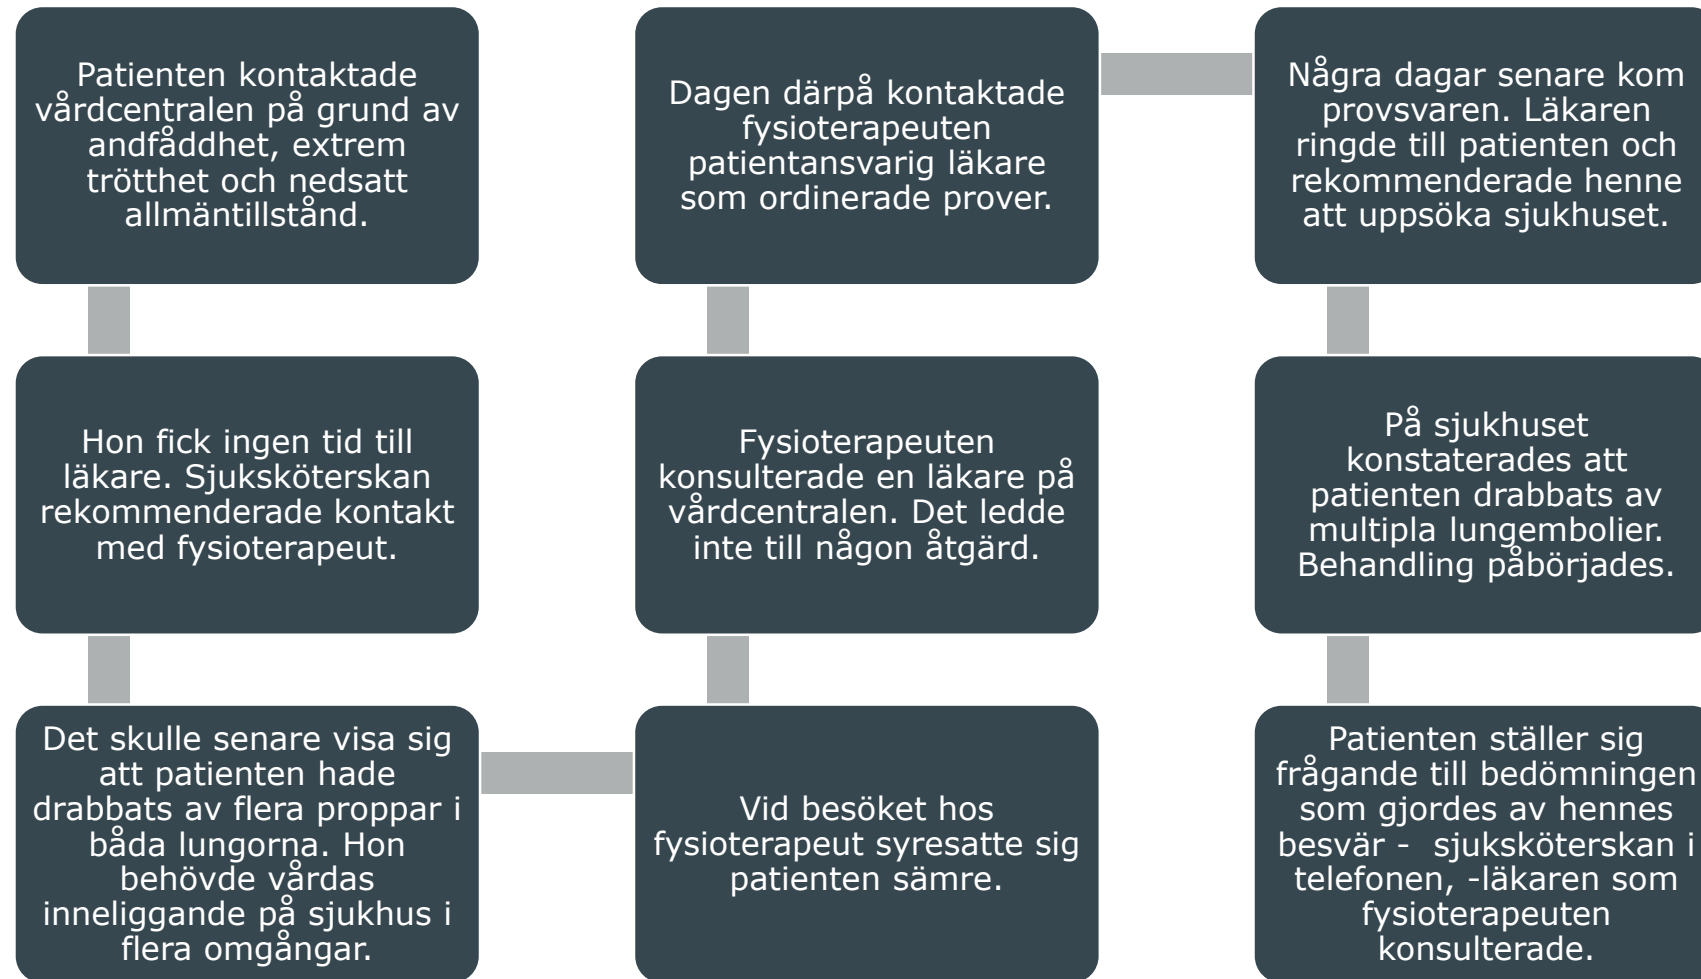 Patienten kontaktade
vårdcentralen på grund av
andfåddhet, extrem
trötthet och nedsatt
allmäntillstånd.
Hon fick ingen tid till
läkare. Sjuksköterskan
rekommenderade kontakt
med fysioterapeut.
Det skulle senare visa sig
att patienten hade
drabbats av flera proppar i
båda lungorna. Hon
behövde vårdas
inneliggande på sjukhus i
flera omgångar.
Vid besöket hos
fysioterapeut syresatte sig
patienten sämre.
Fysioterapeuten
konsulterade en läkare på
vårdcentralen. Det ledde
inte till någon åtgärd.
Dagen därpå kontaktade
fysioterapeuten
patientansvarig läkare
som ordinerade prover.
Några dagar senare kom
provsvaren. Läkaren
ringde till patienten och
rekommenderade henne
att uppsöka sjukhuset.
På sjukhuset
konstaterades att
patienten drabbats av
multipla lungembolier.
Behandling påbörjades.
Patienten ställer sig
frågande till bedömningen
som gjordes av hennes
besvär - sjuksköterskan i
telefonen, -läkaren som
fysioterapeuten
konsulterade.